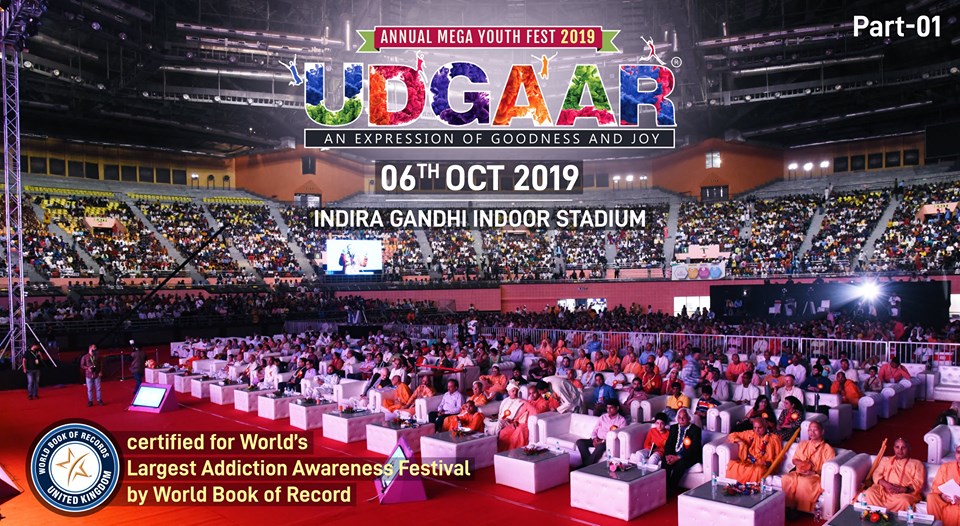 Part-01
ANNUAL MEGA YOUTH FEST 2019
UDGAAR®
AN EXPRESSION OF GOODNESS AND JOY
06TH OCT 2019
INDIRA GANDHI INDOOR STADIUM
WORLD BOOK OF RECORDS
UNITED KINGDOM
certified for World's
Largest Addiction Awareness Festival
by World Book of Record